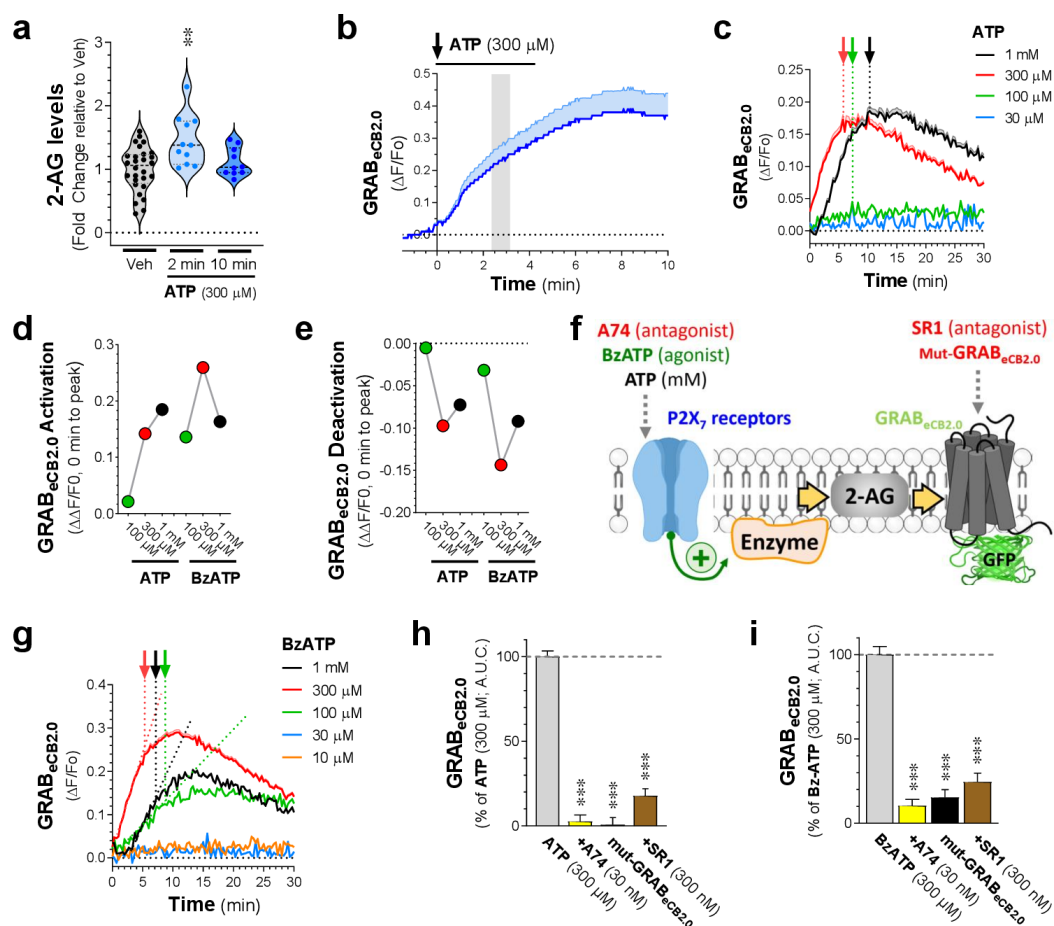 a
2-AG levels
(Fold Change relative to Veh)
3
2
1
0
***
Veh
2 min
10 min
ATP (300 µM)
b
ATP (300 µM)
GRABeCB2.0
(ΔF/Fo)
0.5
0.4
0.3
0.2
0.1
0.0
0
2
4
6
8
10
Time (min)
c
ATP
1 mM
300 µM
100 µM
30 µM
GRABeCB2.0
(ΔF/Fo)
0.20
0.15
0.10
0.05
0.00
0
5
10
15
20
25
30
Time (min)
d
GRABeCB2.0 Activation
(ΔΔF/F0, 0 min to peak)
0.3
0.2
0.1
0.0
100 µM
300 µM
1 mM
100 µM
300 µM
1 mM
ATP
BzATP
e
GRABeCB2.0 Deactivation
(ΔΔF/F0, 0 min to peak)
0.00
-0.05
-0.10
-0.15
-0.20
100 µM
300 µM
1 mM
100 µM
300 µM
1 mM
ATP
BzATP
f
A74 (antagonist)
BzATP (agonist)
ATP (mM)
P2X7 receptors
SR1 (antagonist)
Mut-GRABeCB2.0
GRABeCB2.0
2-AG
+
Enzyme
GFP
g
BzATP
1 mM
300 µM
100 µM
30 µM
10 µM
GRABeCB2.0
(ΔF/Fo)
0.4
0.3
0.2
0.1
0.0
0
5
10
15
20
25
30
Time (min)
h
GRABeCB2.0
(% of ATP (300 µM; A.U.C.)
100
50
0
***
***
***
ATP (300 µM)
+A74 (30 nM)
mut-GRABeCB2.0
+SR1 (300 nM)
i
GRABeCB2.0
(% of Bz-ATP (300 µM; A.U.C.)
100
50
0
***
***
***
BzATP (300 µM)
+A74 (30 nM)
mut-GRABeCB2.0
+SR1 (300 nM)